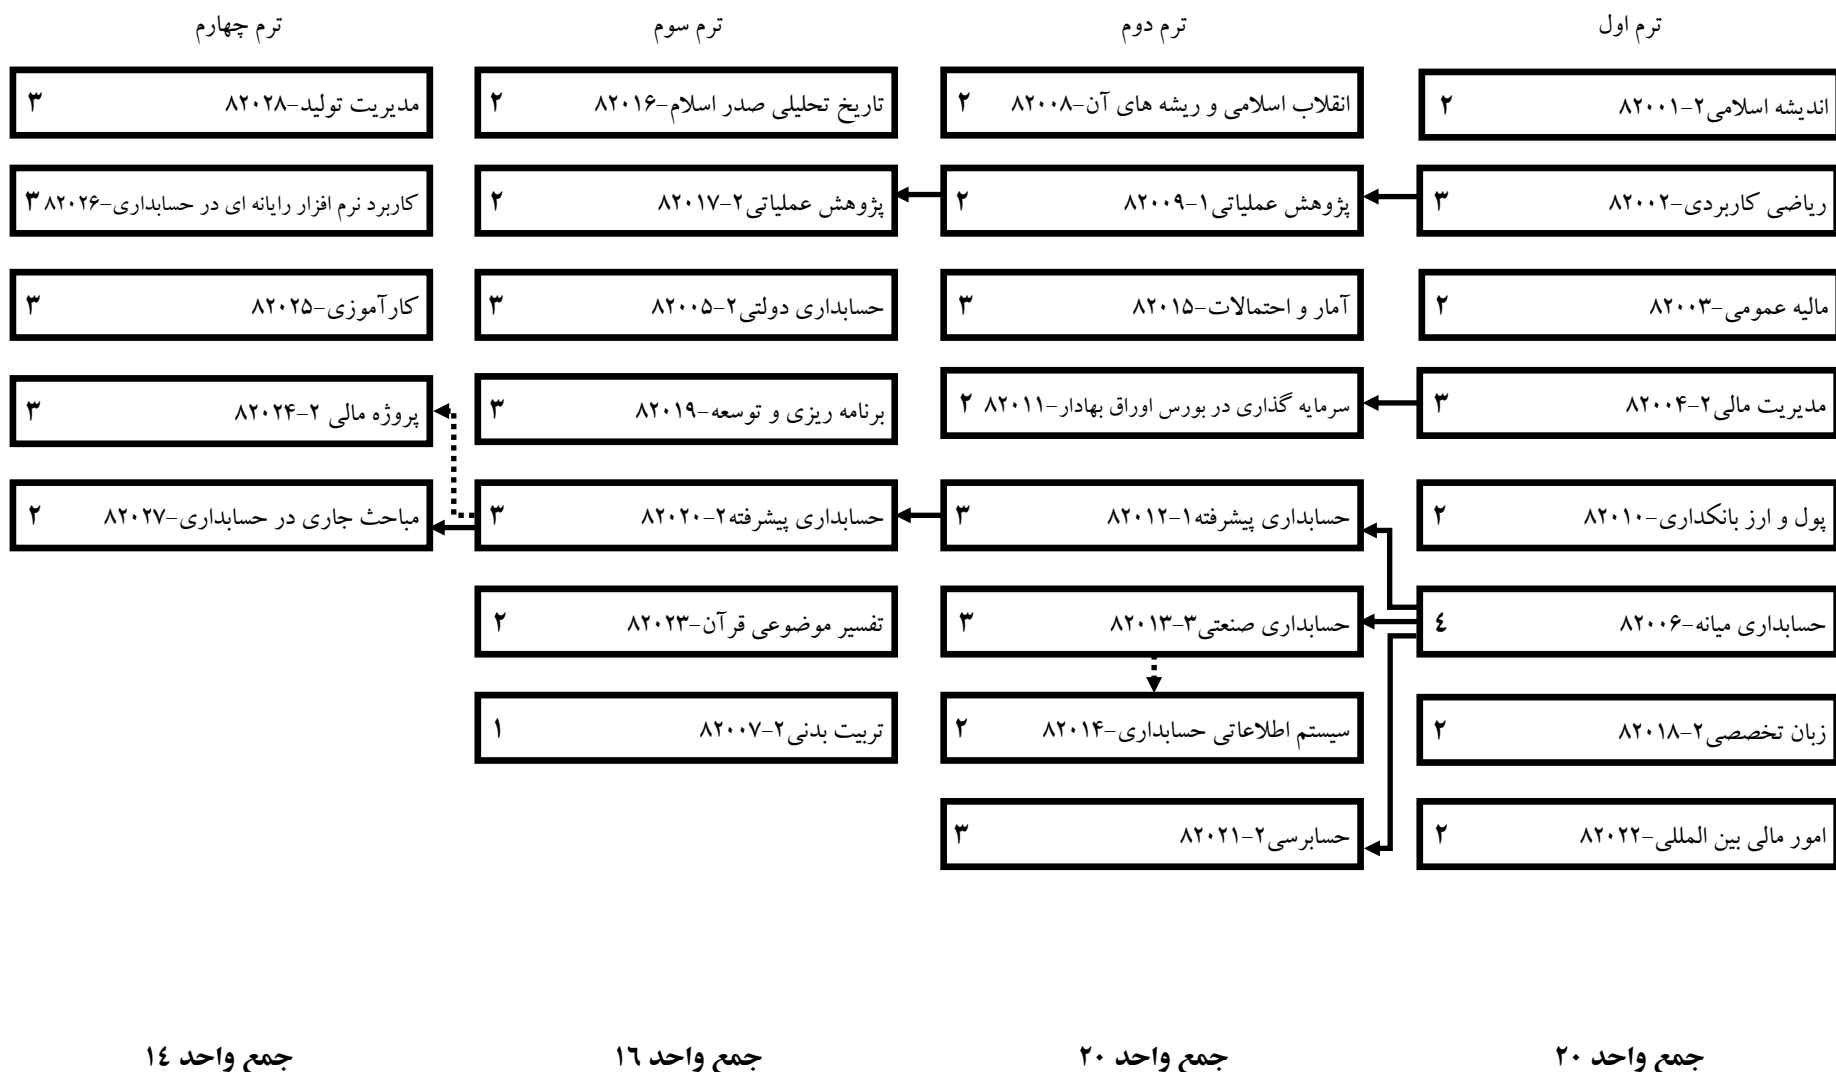 ترم اول
ترم دوم
ترم سوم
ترم چهارم
اندیشه اسلامی۲-۸۲۰۰۱ ۲
ریاضی کاربردی-۸۲۰۰۲ ۳
مالیه عمومی-۸۲۰۰۳ ۲
مدیریت مالی۲-۸۲۰۰۴ ۳
پول و ارز بانکداری-۸۲۰۱۰ ۲
حسابداری میانه-۸۲۰۰۶ ٤
زبان تخصصی۲-۸۲۰۱۸ ۲
امور مالی بین المللی-۸۲۰۲۲ ۲
جمع واحد ۲۰
انقلاب اسلامی و ریشه های آن-۸۲۰۰۸ ۲
پژوهش عملیاتی۱-۸۲۰۰۹ ۲
آمار و احتمالات-۸۲۰۱۵ ۳
سرمایه گذاری در بورس اوراق بهادار-۸۲۰۱۱ ۲
حسابداری پیشرفته۱-۸۲۰۱۲ ۳
حسابداری صنعتی۳-۸۲۰۱۳ ۳
سیستم اطلاعاتی حسابداری-۸۲۰۱۴ ۲
حسابرسی۲-۸۲۰۲۱ ۳
جمع واحد ۲۰
تاریخ تحلیلی صدر اسلام-۸۲۰۱۶ ۲
پژوهش عملیاتی۲-۸۲۰۱۷ ۲
حسابداری دولتی۲-۸۲۰۰۵ ۳
برنامه ریزی و توسعه-۸۲۰۱۹ ۳
حسابداری پیشرفته۲-۸۲۰۲۰ ۳
تفسیر موضوعی قرآن-۸۲۰۲۳ ۲
تربیت بدنی۲-۸۲۰۰۷ ۱
جمع واحد ۱٦
مدیریت تولید-۸۲۰۲۸ ۳
کاربرد نرم افزار رایانه ای در حسابداری-۸۲۰۲۶ ۳
کارآموزی-۸۲۰۲۵ ۳
پروژه مالی ۲-۸۲۰۲۴ ۳
مباحث جاری در حسابداری-۸۲۰۲۷ ۲
جمع واحد ۱٤